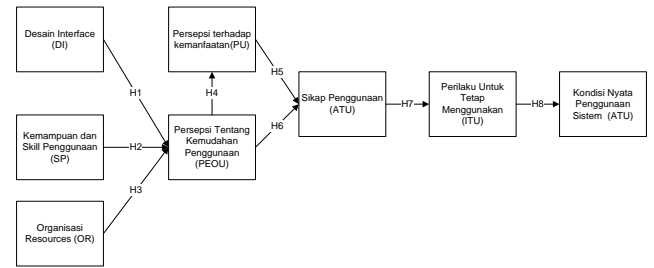 Desain Interface
(DI)
Persepsi terhadap
kemanfaatan(PU)
H1
H4
H5
Kemampuan dan
Skill Penggunaan
(SP)
H2
Persepsi Tentang
Kemudahan
Penggunaan
(PEOU)
H6
Sikap Penggunaan
(ATU)
H7
Perilaku Untuk
Tetap
Menggunakan
(ITU)
H8
Kondisi Nyata
Penggunaan
Sistem (ATU)
H3
Organisasi
Resources (OR)